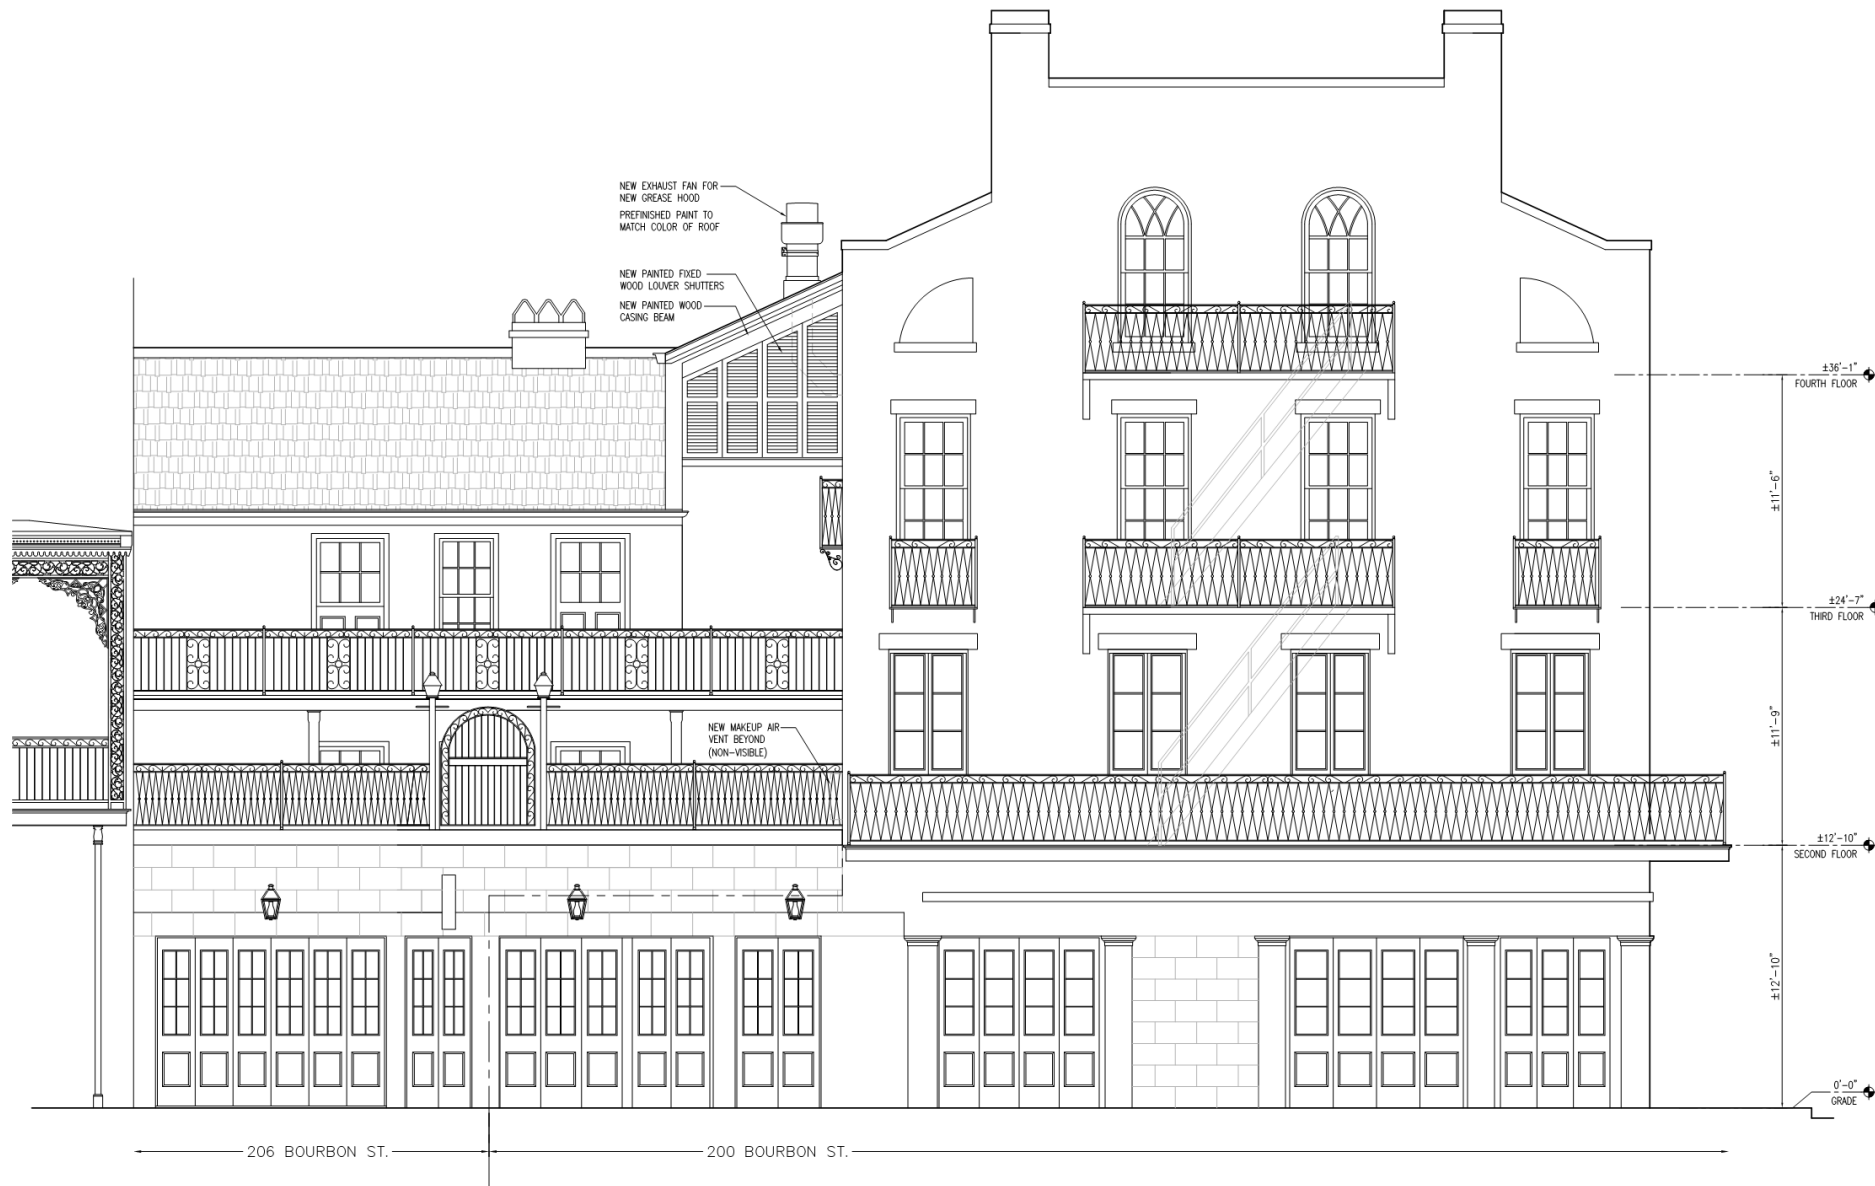 NEW EXHAUST FAN FOR
NEW GREASE HOOD
PREFINISHED PAINT TO
MATCH COLOR OF ROOF
NEW PAINTED FIXED
WOOD LOUVER SHUTTERS
NEW PAINTED WOOD
CASING BEAM
±36'-1"
FOURTH FLOOR
±11'-6"
±24'-7"
THIRD FLOOR
±11'-9"
NEW MAKEUP AIR
VENT BEYOND
(NON-VISIBLE)
±12'-10"
SECOND FLOOR
±12'-10"
0'-0"
GRADE
206 BOURBON ST.
200 BOURBON ST.